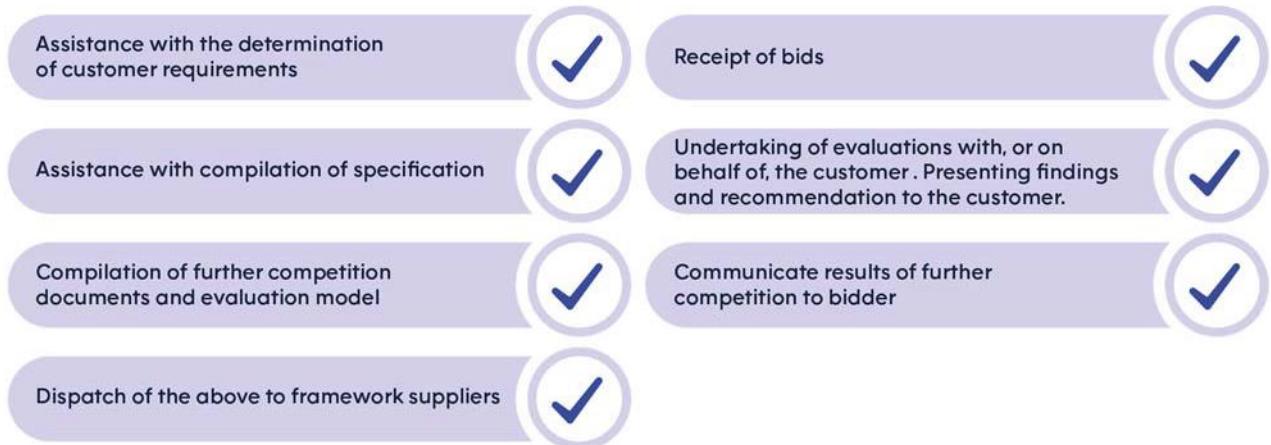 Assistance with the determination
of customer requirements
Assistance with compilation of specification
Compilation of further competition
documents and evaluation model
Dispatch of the above to framework suppliers
Receipt of bids
Undertaking of evaluations with, or on
behalf of, the customer . Presenting findings
and recommendation to the customer.
Communicate results of further
competition to bidder